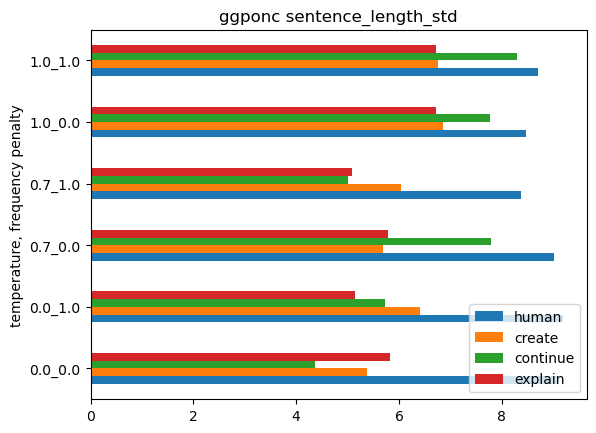 ggponc sentence_length_std
temperature, frequency penalty
1.0_1.0
1.0_0.0
0.7_1.0
0.7_0.0
0.0_1.0
0.0_0.0
0 2 4 6 8
human
create
continue
explain